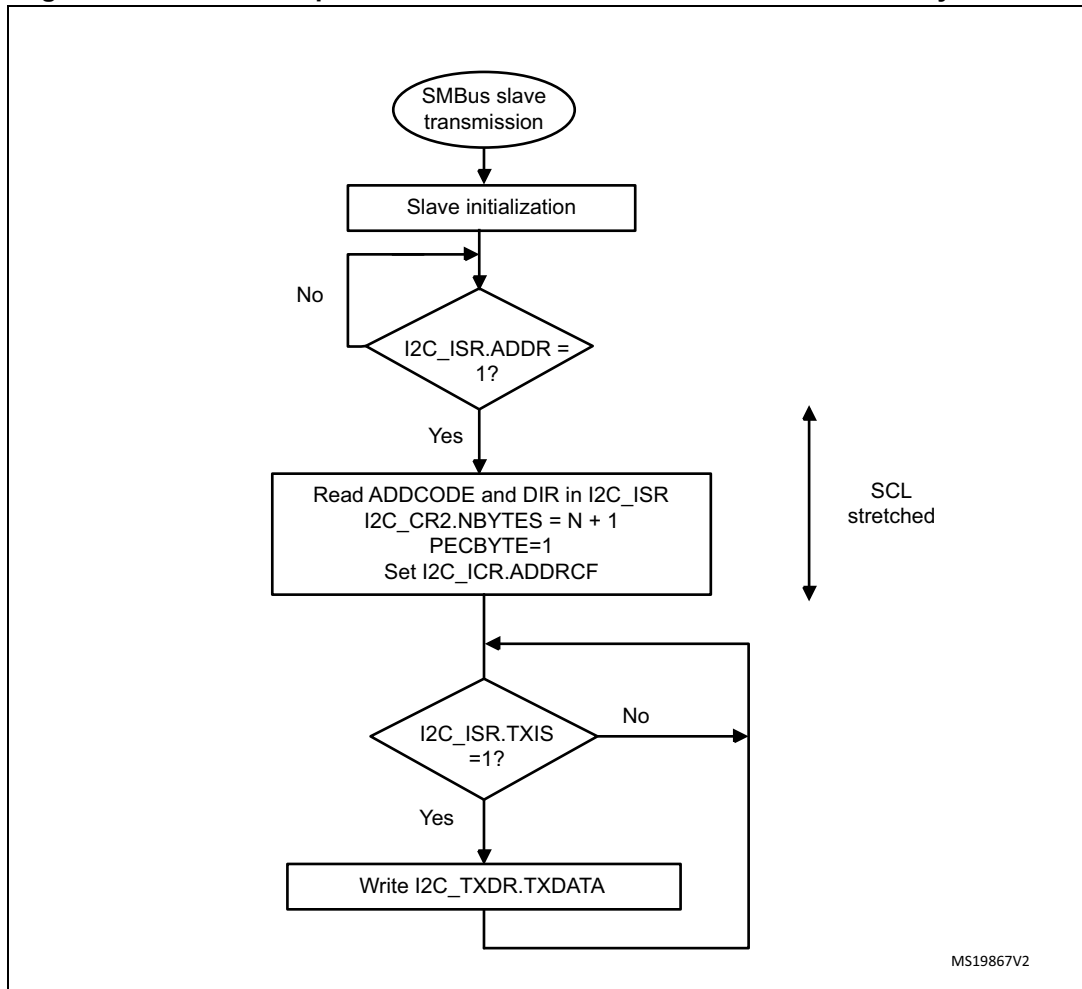 SMBus slave
transmission
Slave initialization
No
I2C_ISR.ADDR =
1?
Yes
Read ADDCODE and DIR in I2C_ISR
I2C_CR2.NBYTES = N + 1
PECBYTE=1
Set I2C_ICR.ADDRCF
SCL
stretched
I2C_ISR.TXIS
=1?
No
Yes
Write I2C_TXDR.TXDATA
MS19867V2